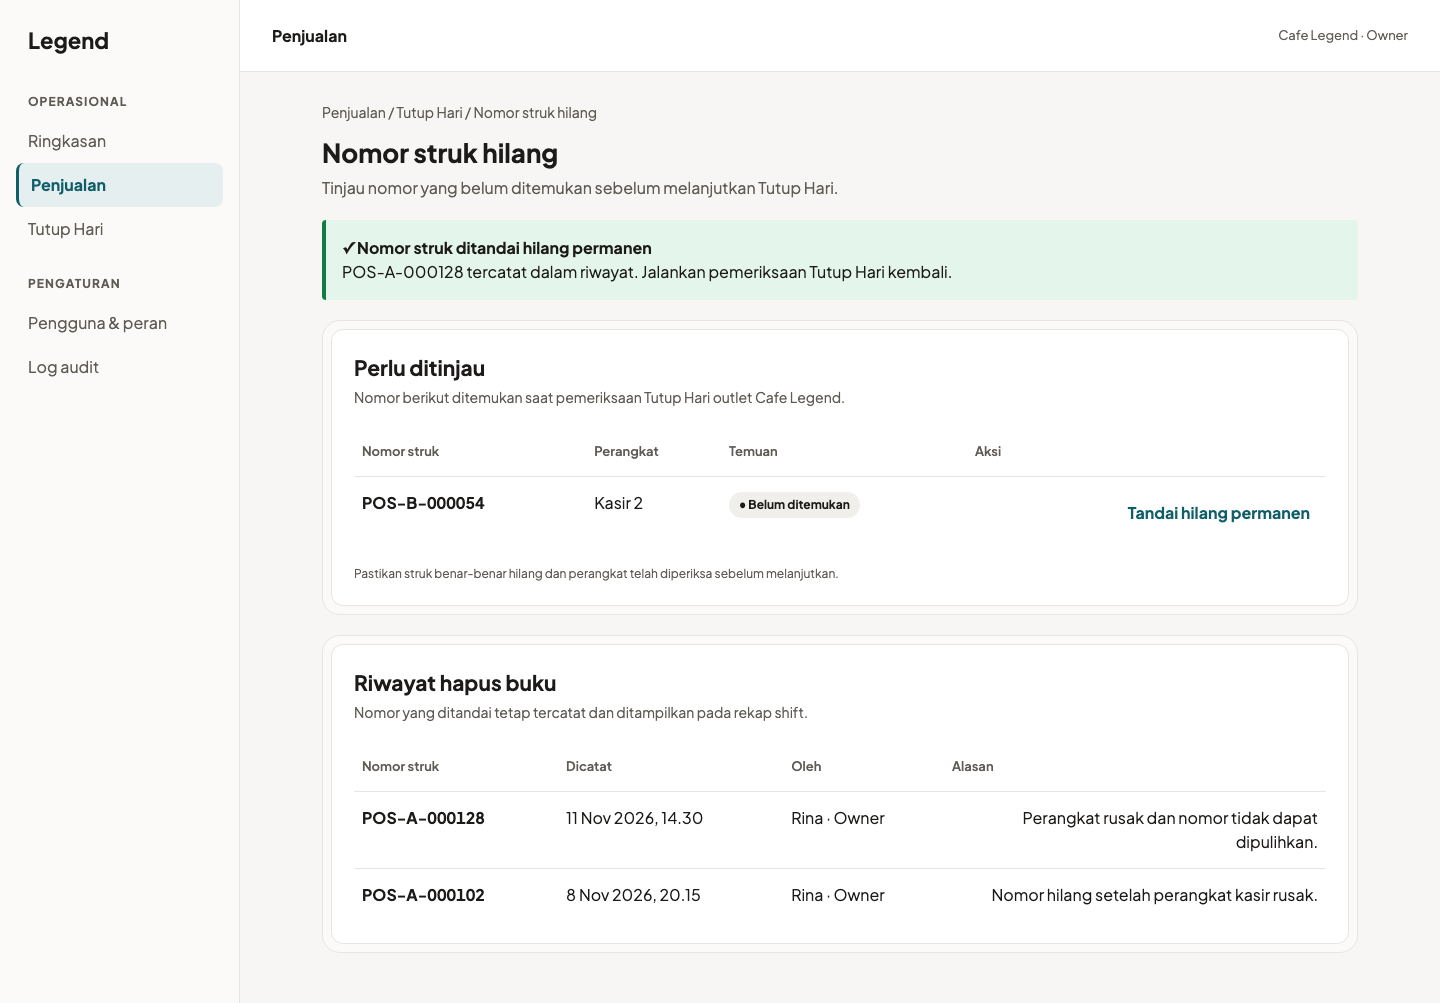 Legend
OPERASIONAL
Ringkasan
Penjualan
Tutup Hari
PENGATURAN
Pengguna & peran
Log audit
Penjualan
Cafe Legend · Owner
Penjualan / Tutup Hari / Nomor struk hilang
Nomor struk hilang
Tinjau nomor yang belum ditemukan sebelum melanjutkan Tutup Hari.
✓Nomor struk ditandai hilang permanen
POS-A-000128 tercatat dalam riwayat. Jalankan pemeriksaan Tutup Hari kembali.
Perlu ditinjau
Nomor berikut ditemukan saat pemeriksaan Tutup Hari outlet Cafe Legend.
Nomor struk Perangkat Temuan Aksi
POS-B-000054 Kasir 2 • Belum ditemukan Tandai hilang permanen
Pastikan struk benar-benar hilang dan perangkat telah diperiksa sebelum melanjutkan.
Riwayat hapus buku
Nomor yang ditandai tetap tercatat dan ditampilkan pada rekap shift.
Nomor struk Dicatat Oleh Alasan
POS-A-000128 11 Nov 2026, 14.30 Rina · Owner Perangkat rusak dan nomor tidak dapat
dipulihkan.
POS-A-000102 8 Nov 2026, 20.15 Rina · Owner Nomor hilang setelah perangkat kasir rusak.